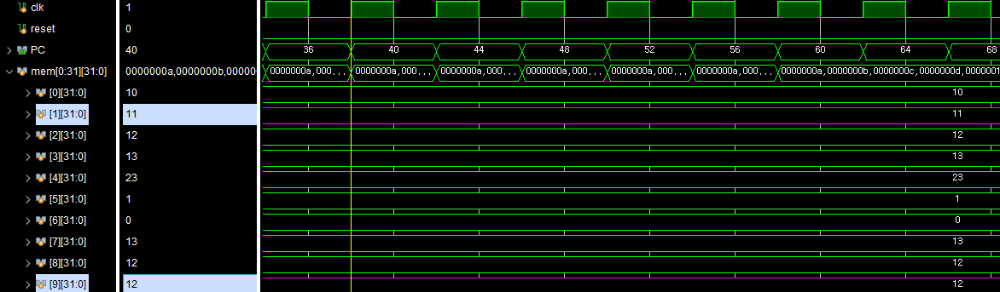 clk 1
reset 0
PC 40 36 40 44 48 52 56 60 64 68
mem[0:31][31:0] 0000000a,0000000b,00000 0000000a,000... 0000000a,000... 0000000a,000... 0000000a,000... 0000000a,000... 0000000a,000... 0000000a,0000000b,0000000c,0000000d,0000001
[0][31:0] 10 10
[1][31:0] 11 11
[2][31:0] 12 12
[3][31:0] 13 13
[4][31:0] 23 23
[5][31:0] 1 1
[6][31:0] 0 0
[7][31:0] 13 13
[8][31:0] 12 12
[9][31:0] 12 12